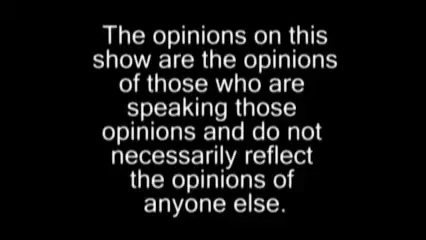 The opinions on this
show are the opinions
of those who are
speaking those
opinions and do not
necessarily reflect
the opinions of
anyone else.